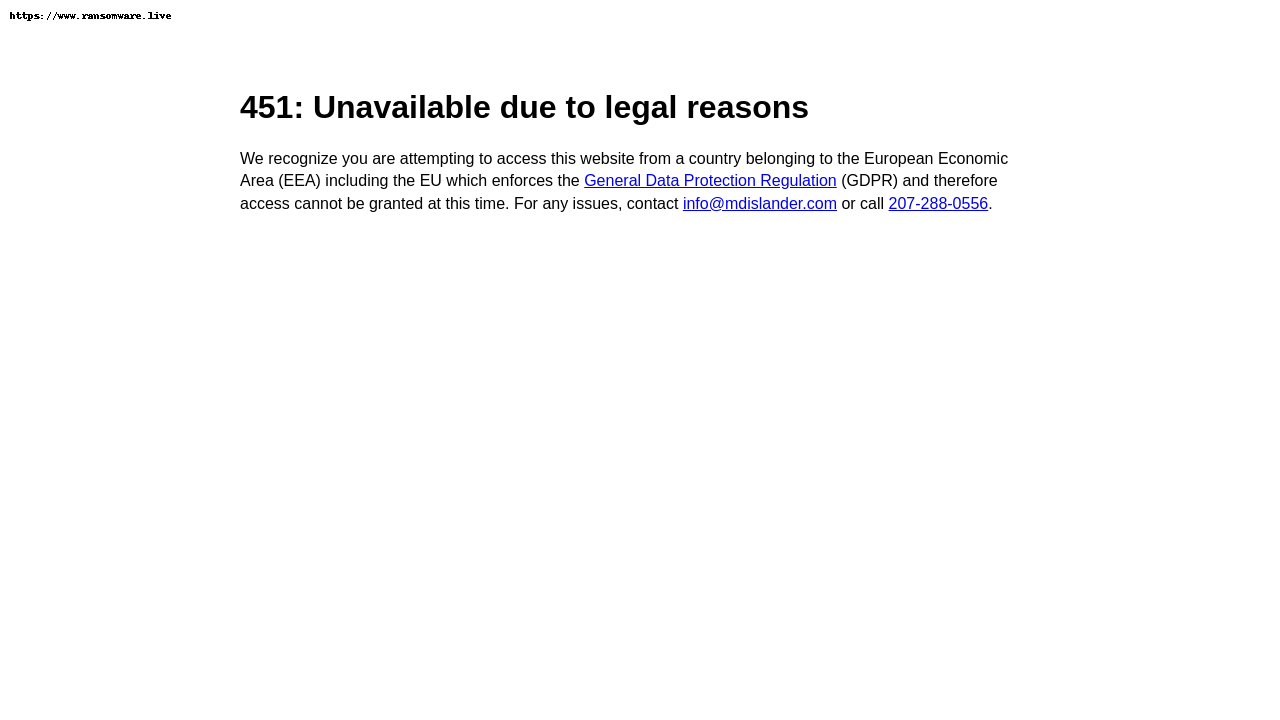 https://www.ransomware.live
451: Unavailable due to legal reasons
We recognize you are attempting to access this website from a country belonging to the European Economic
Area (EEA) including the EU which enforces the General Data Protection Regulation (GDPR) and therefore
access cannot be granted at this time. For any issues, contact info@mdislander.com or call 207-288-0556.